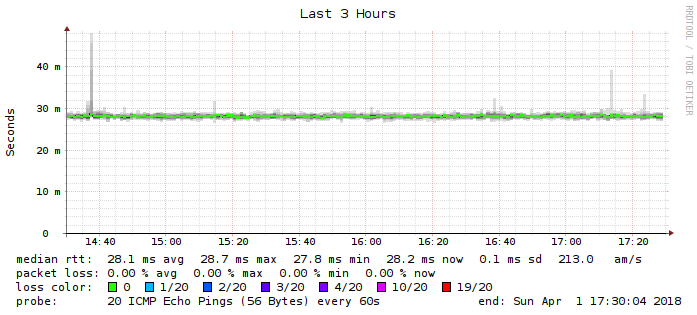 Last 3 Hours
RRDTOOL / TOBI OETIKER
Seconds
40 m
30 m
20 m
10 m
0
14:40 15:00 15:20 15:40 16:00 16:20 16:40 17:00 17:20
median rtt: 28.1 ms avg 28.7 ms max 27.8 ms min 28.2 ms now 0.1 ms sd 213.0 am/s
packet loss: 0.00 % avg 0.00 % max 0.00 % min 0.00 % now
loss color: 0 1/20 2/20 3/20 4/20 10/20 19/20
probe: 20 ICMP Echo Pings (56 Bytes) every 60s end: Sun Apr 1 17:30:04 2018